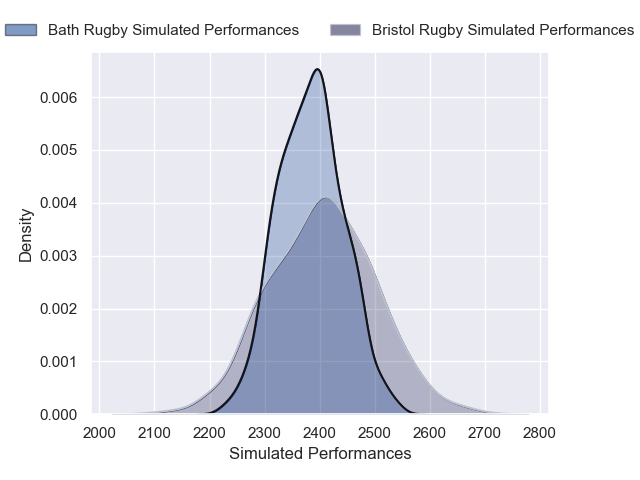 Bath Rugby Simulated Performances
Bristol Rugby Simulated Performances
0.006
0.005
0.004
0.003
0.002
0.001
0.000
Density
2000 2100 2200 2300 2400 2500 2600 2700 2800
Simulated Performances